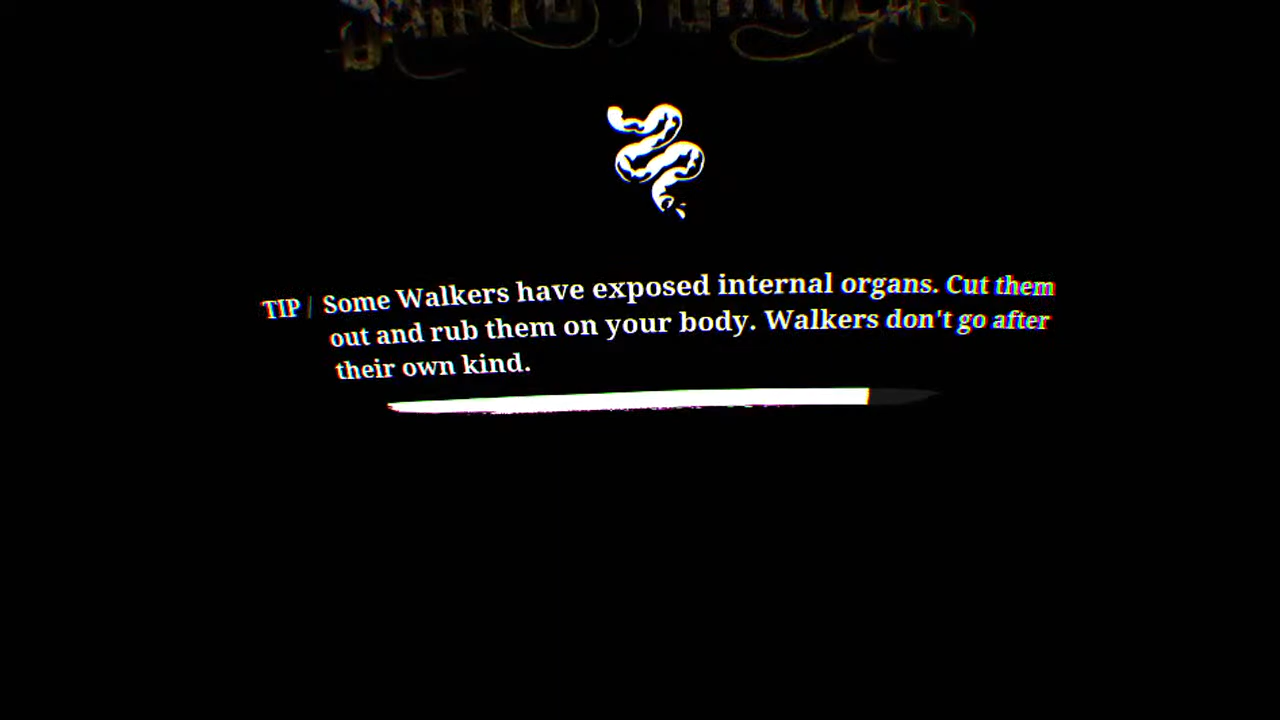 TIP / Some Walkers have exposed internal organs. Cut them
out and rub them on your body. Walkers don't go after
their own kind.